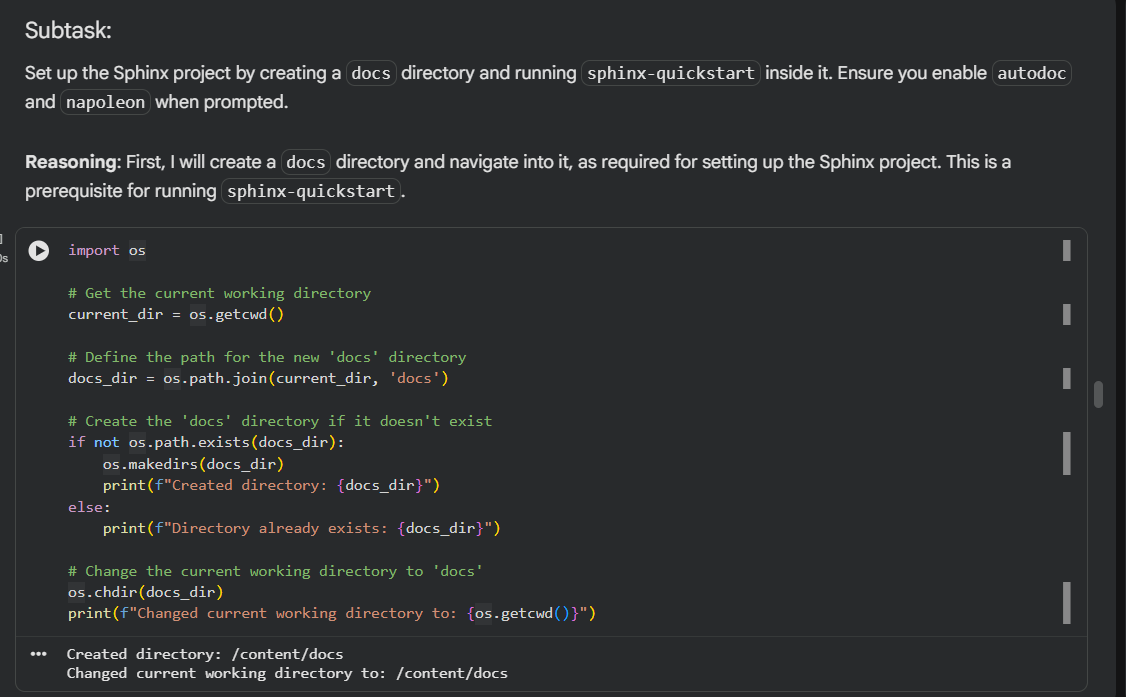 Subtask:
Set up the Sphinx project by creating a docs directory and running sphinx-quickstart inside it. Ensure you enable autodoc
and napoleon when prompted.
Reasoning: First, I will create a docs directory and navigate into it, as required for setting up the Sphinx project. This is a
prerequisite for running sphinx-quickstart.
import os
# Get the current working directory
current_dir = os.getcwd()
# Define the path for the new 'docs' directory
docs_dir = os.path.join(current_dir, 'docs')
# Create the 'docs' directory if it doesn't exist
if not os.path.exists(docs_dir):
    os.makedirs(docs_dir)
    print(f"Created directory: {docs_dir}")
else:
    print(f"Directory already exists: {docs_dir}")
# Change the current working directory to 'docs'
os.chdir(docs_dir)
print(f"Changed current working directory to: {os.getcwd()}")
Created directory: /content/docs
Changed current working directory to: /content/docs